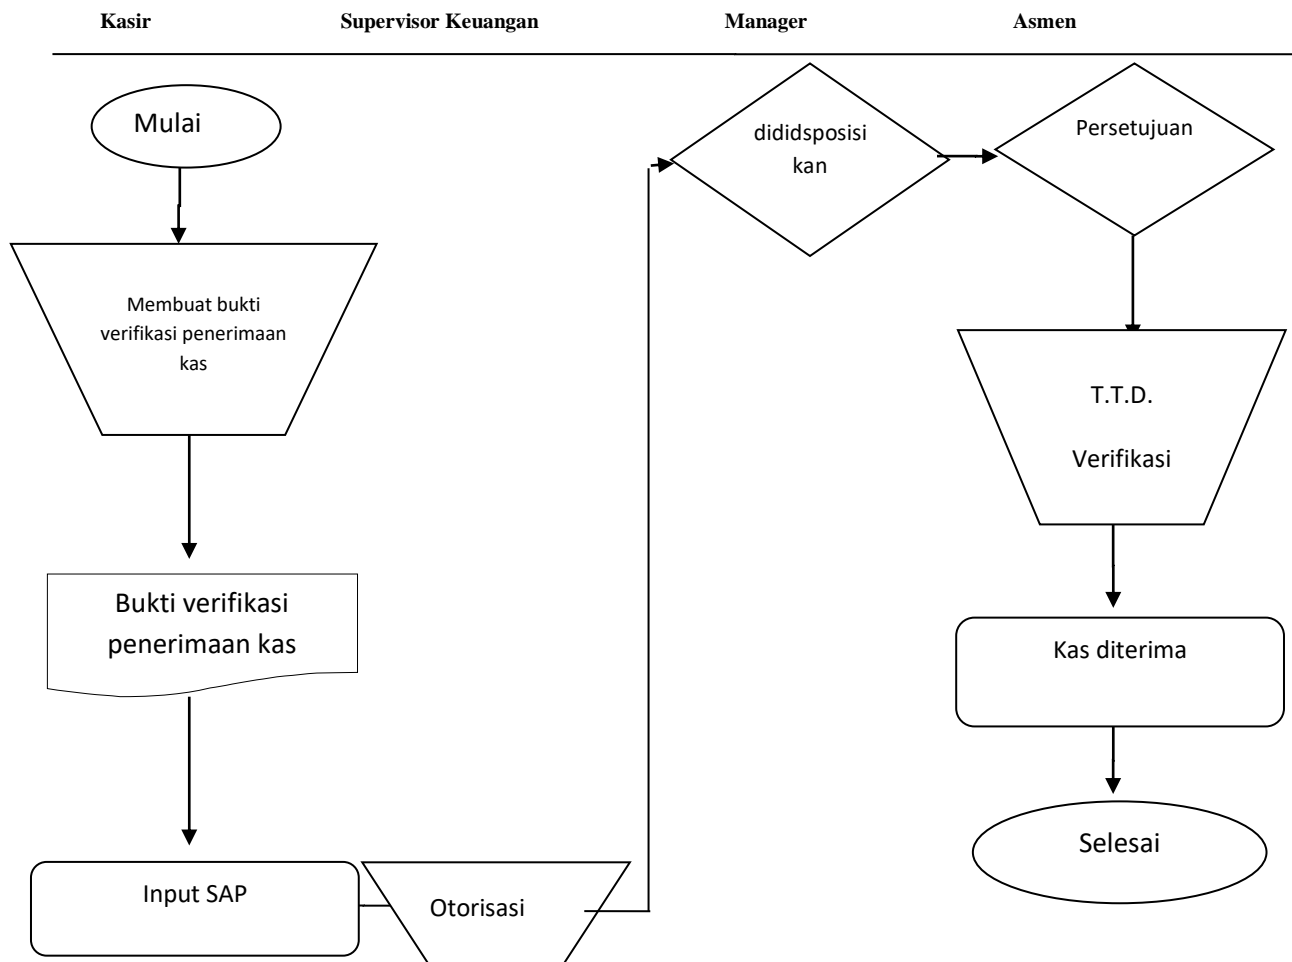 Kasir Supervisor Keuangan Manager Asmen
Mulai
Membuat bukti
verifikasi penerimaan
kas
Bukti verifikasi
penerimaan kas
Input SAP
Otorisasi
dididsposisi
kan
Persetujuan
T.T.D.
Verifikasi
Kas diterima
Selesai